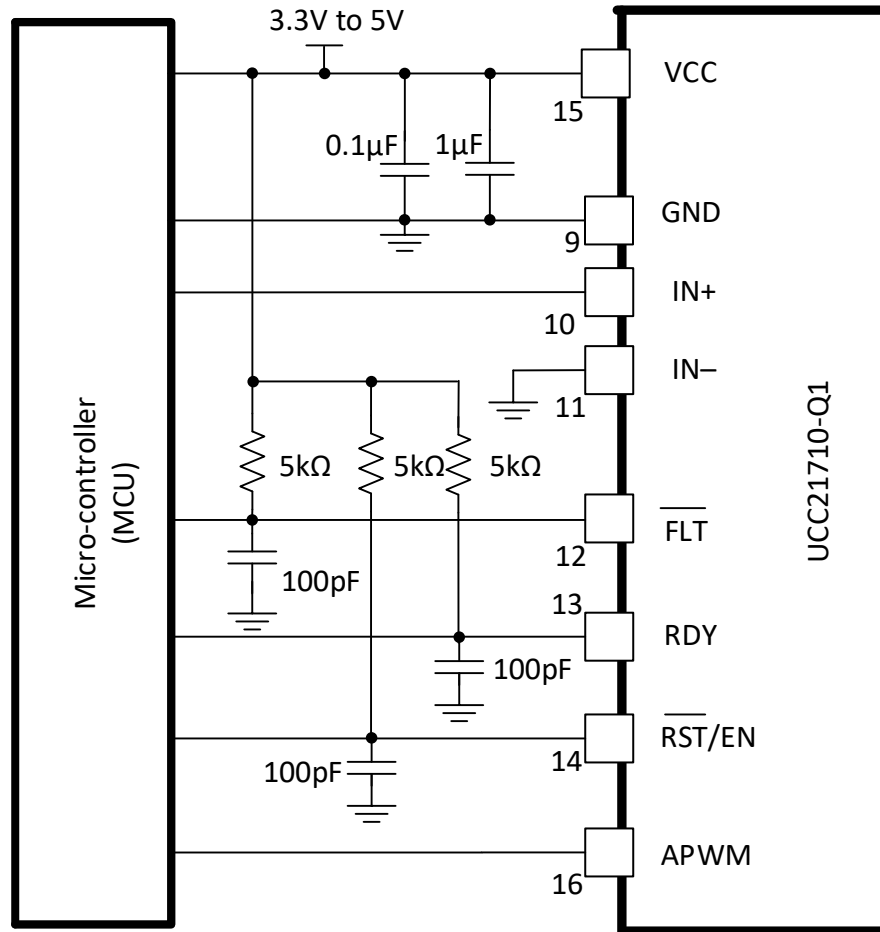 3.3V to 5V
VCC
15
0.1µF
1µF
GND
9
IN+
10
IN–
11
Micro-controller
(MCU)
UCC21710-Q1
5kΩ
5kΩ
5kΩ
FLT
12
100pF
13
RDY
100pF
RST/EN
14
100pF
APWM
16